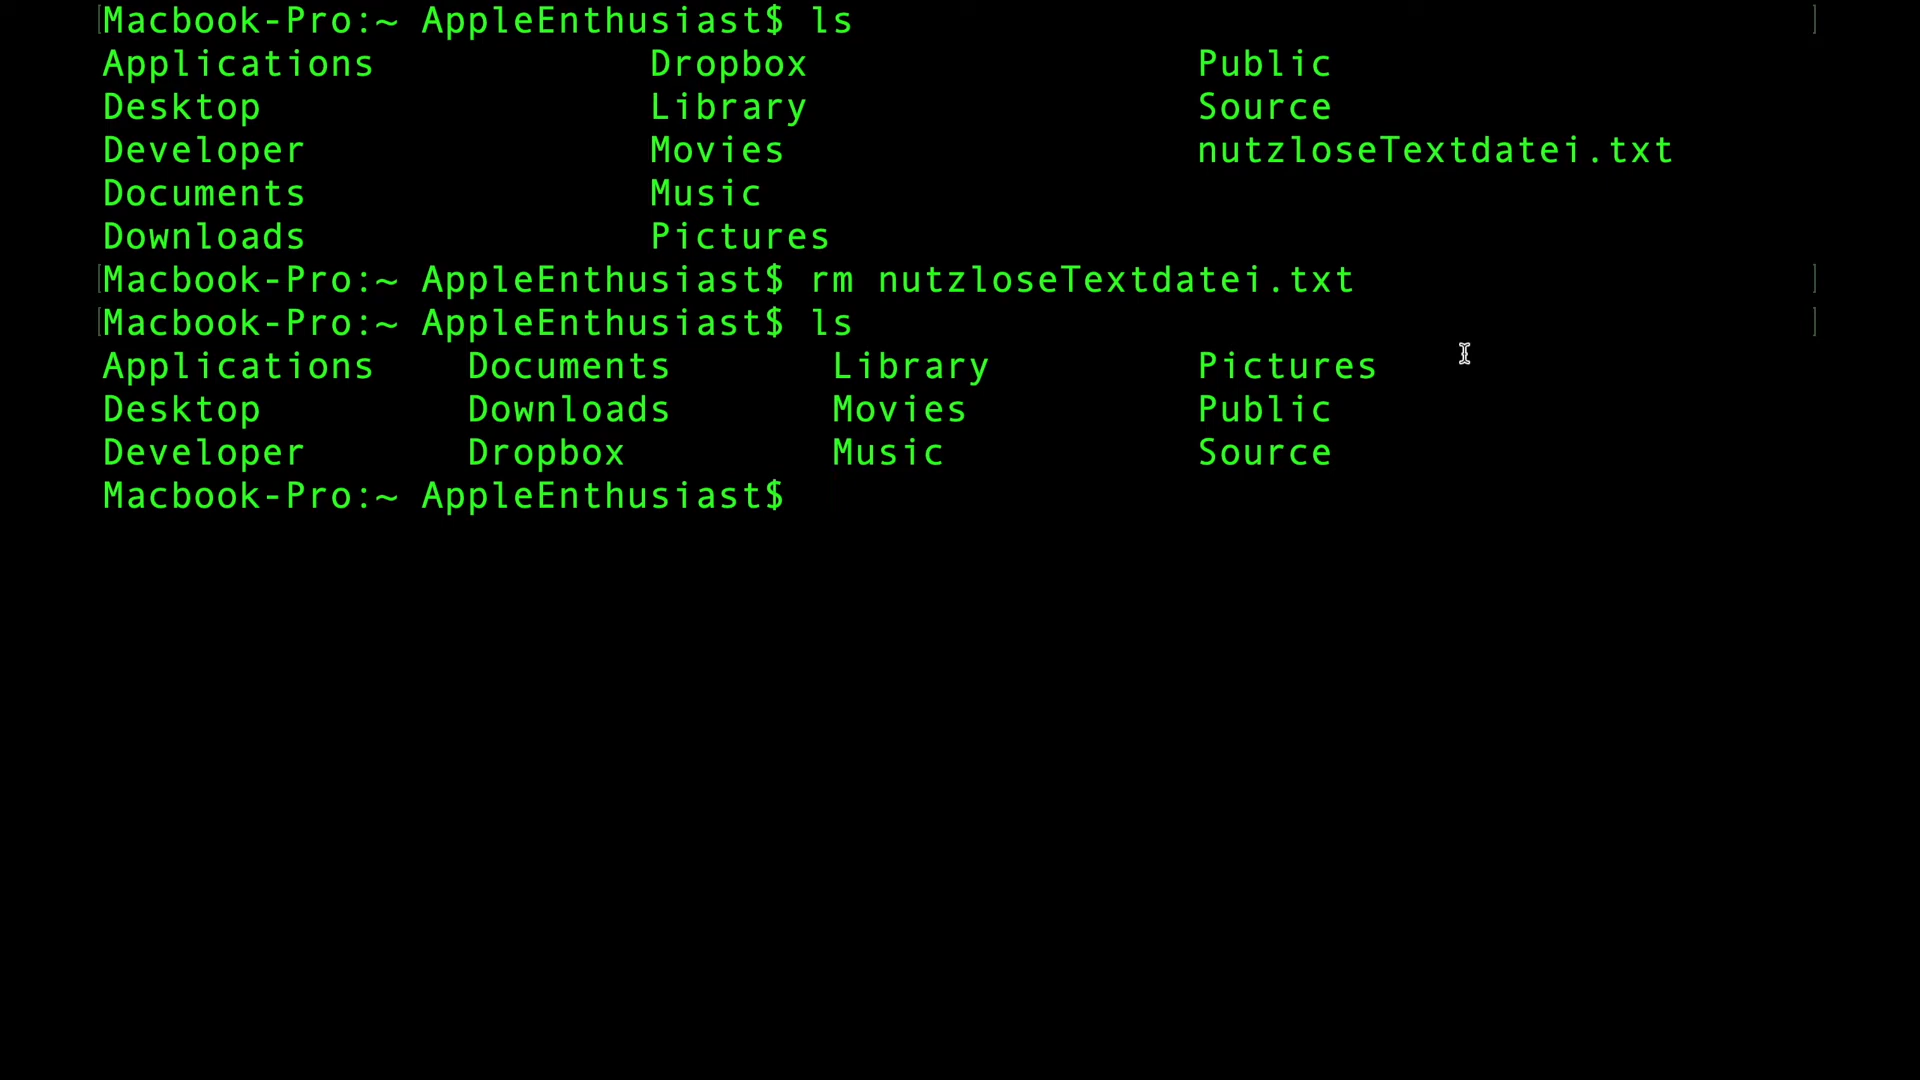 [Macbook-Pro:~ AppleEnthusiast$ ls ]
Applications Dropbox Public
Desktop Library Source
Developer Movies nutzloseTextdatei.txt
Documents Music
Downloads Pictures
[Macbook-Pro:~ AppleEnthusiast$ rm nutzloseTextdatei.txt ]
[Macbook-Pro:~ AppleEnthusiast$ ls ]
Applications Documents Library Pictures
Desktop Downloads Movies Public
Developer Dropbox Music Source
Macbook-Pro:~ AppleEnthusiast$